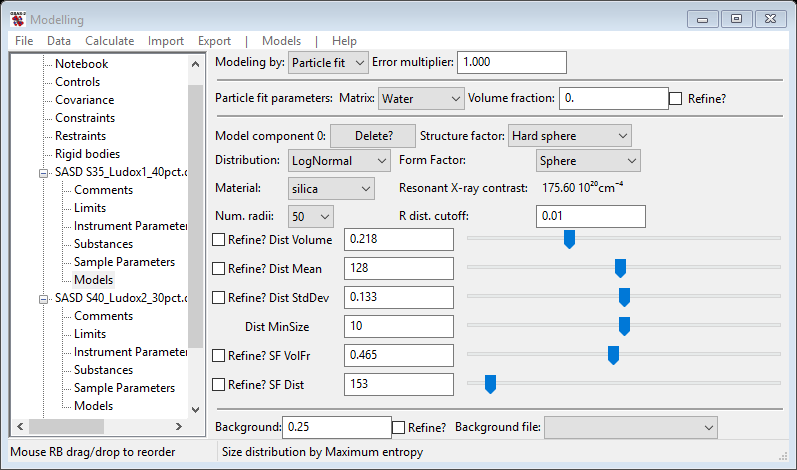 Modelling
File Data Calculate Import Export | Models | Help
Notebook
Controls
Covariance
Constraints
Restraints
Rigid bodies
SASD S35_Ludox1_40pct.
Comments
Limits
Instrument Parameter
Substances
Sample Parameters
Models
SASD S40_Ludox2_30pct.
Comments
Limits
Instrument Parameter
Substances
Sample Parameters
Models
Modeling by: Particle fit Error multiplier: 1.000
Particle fit parameters: Matrix: Water Volume fraction: 0. Refine?
Model component 0: Delete? Structure factor: Hard sphere
Distribution: LogNormal Form Factor: Sphere
Material: silica Resonant X-ray contrast: 175.60 10²⁰cm⁻⁴
Num. radii: 50 R dist. cutoff: 0.01
Refine? Dist Volume 0.218
Refine? Dist Mean 128
Refine? Dist StdDev 0.133
Dist MinSize 10
Refine? SF VolFr 0.465
Refine? SF Dist 153
Background: 0.25 Refine? Background file:
Mouse RB drag/drop to reorder Size distribution by Maximum entropy